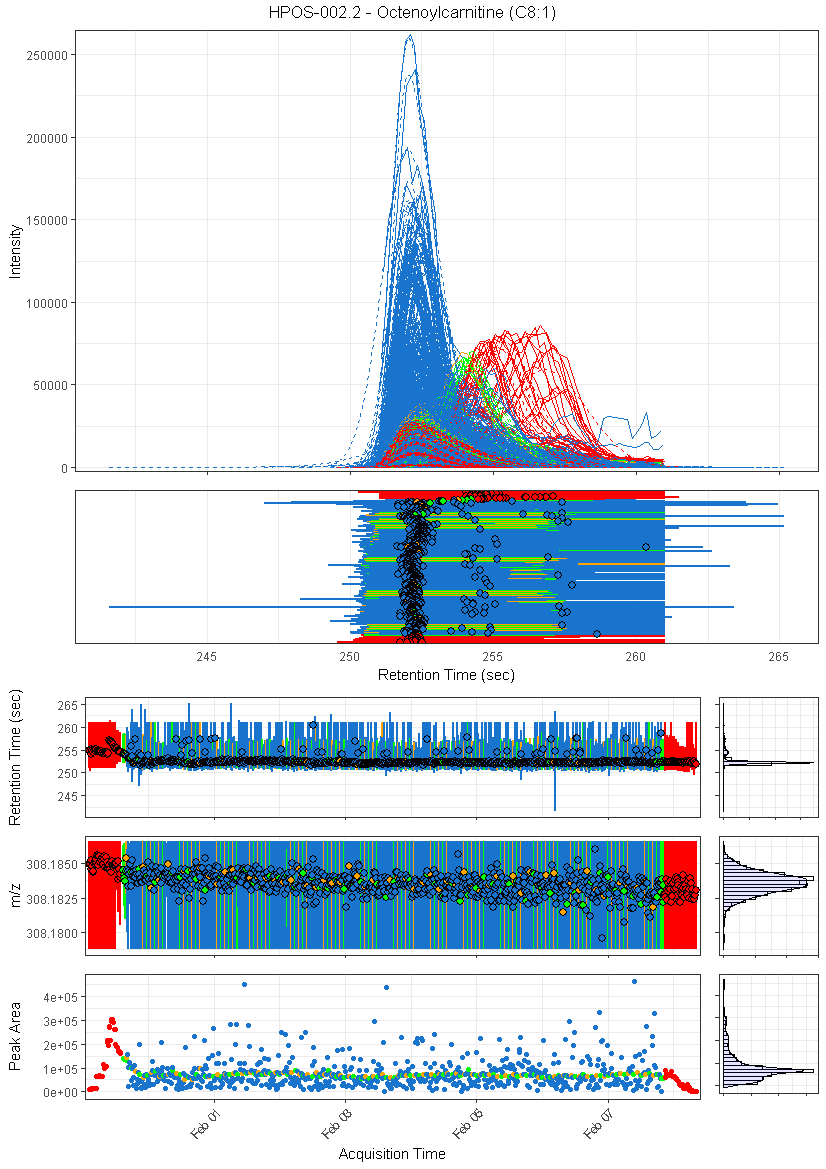 HPOS-002.2 - Octenoylcarnitine (C8:1)
250000
200000
150000
100000
50000
0
Intensity
245
250
255
260
265
Retention Time (sec)
265
260
255
250
245
Retention Time (sec)
308.1850
308.1825
308.1800
m/z
4e+05
3e+05
2e+05
1e+05
0e+00
Peak Area
Feb 01
Feb 03
Feb 05
Feb 07
Acquisition Time